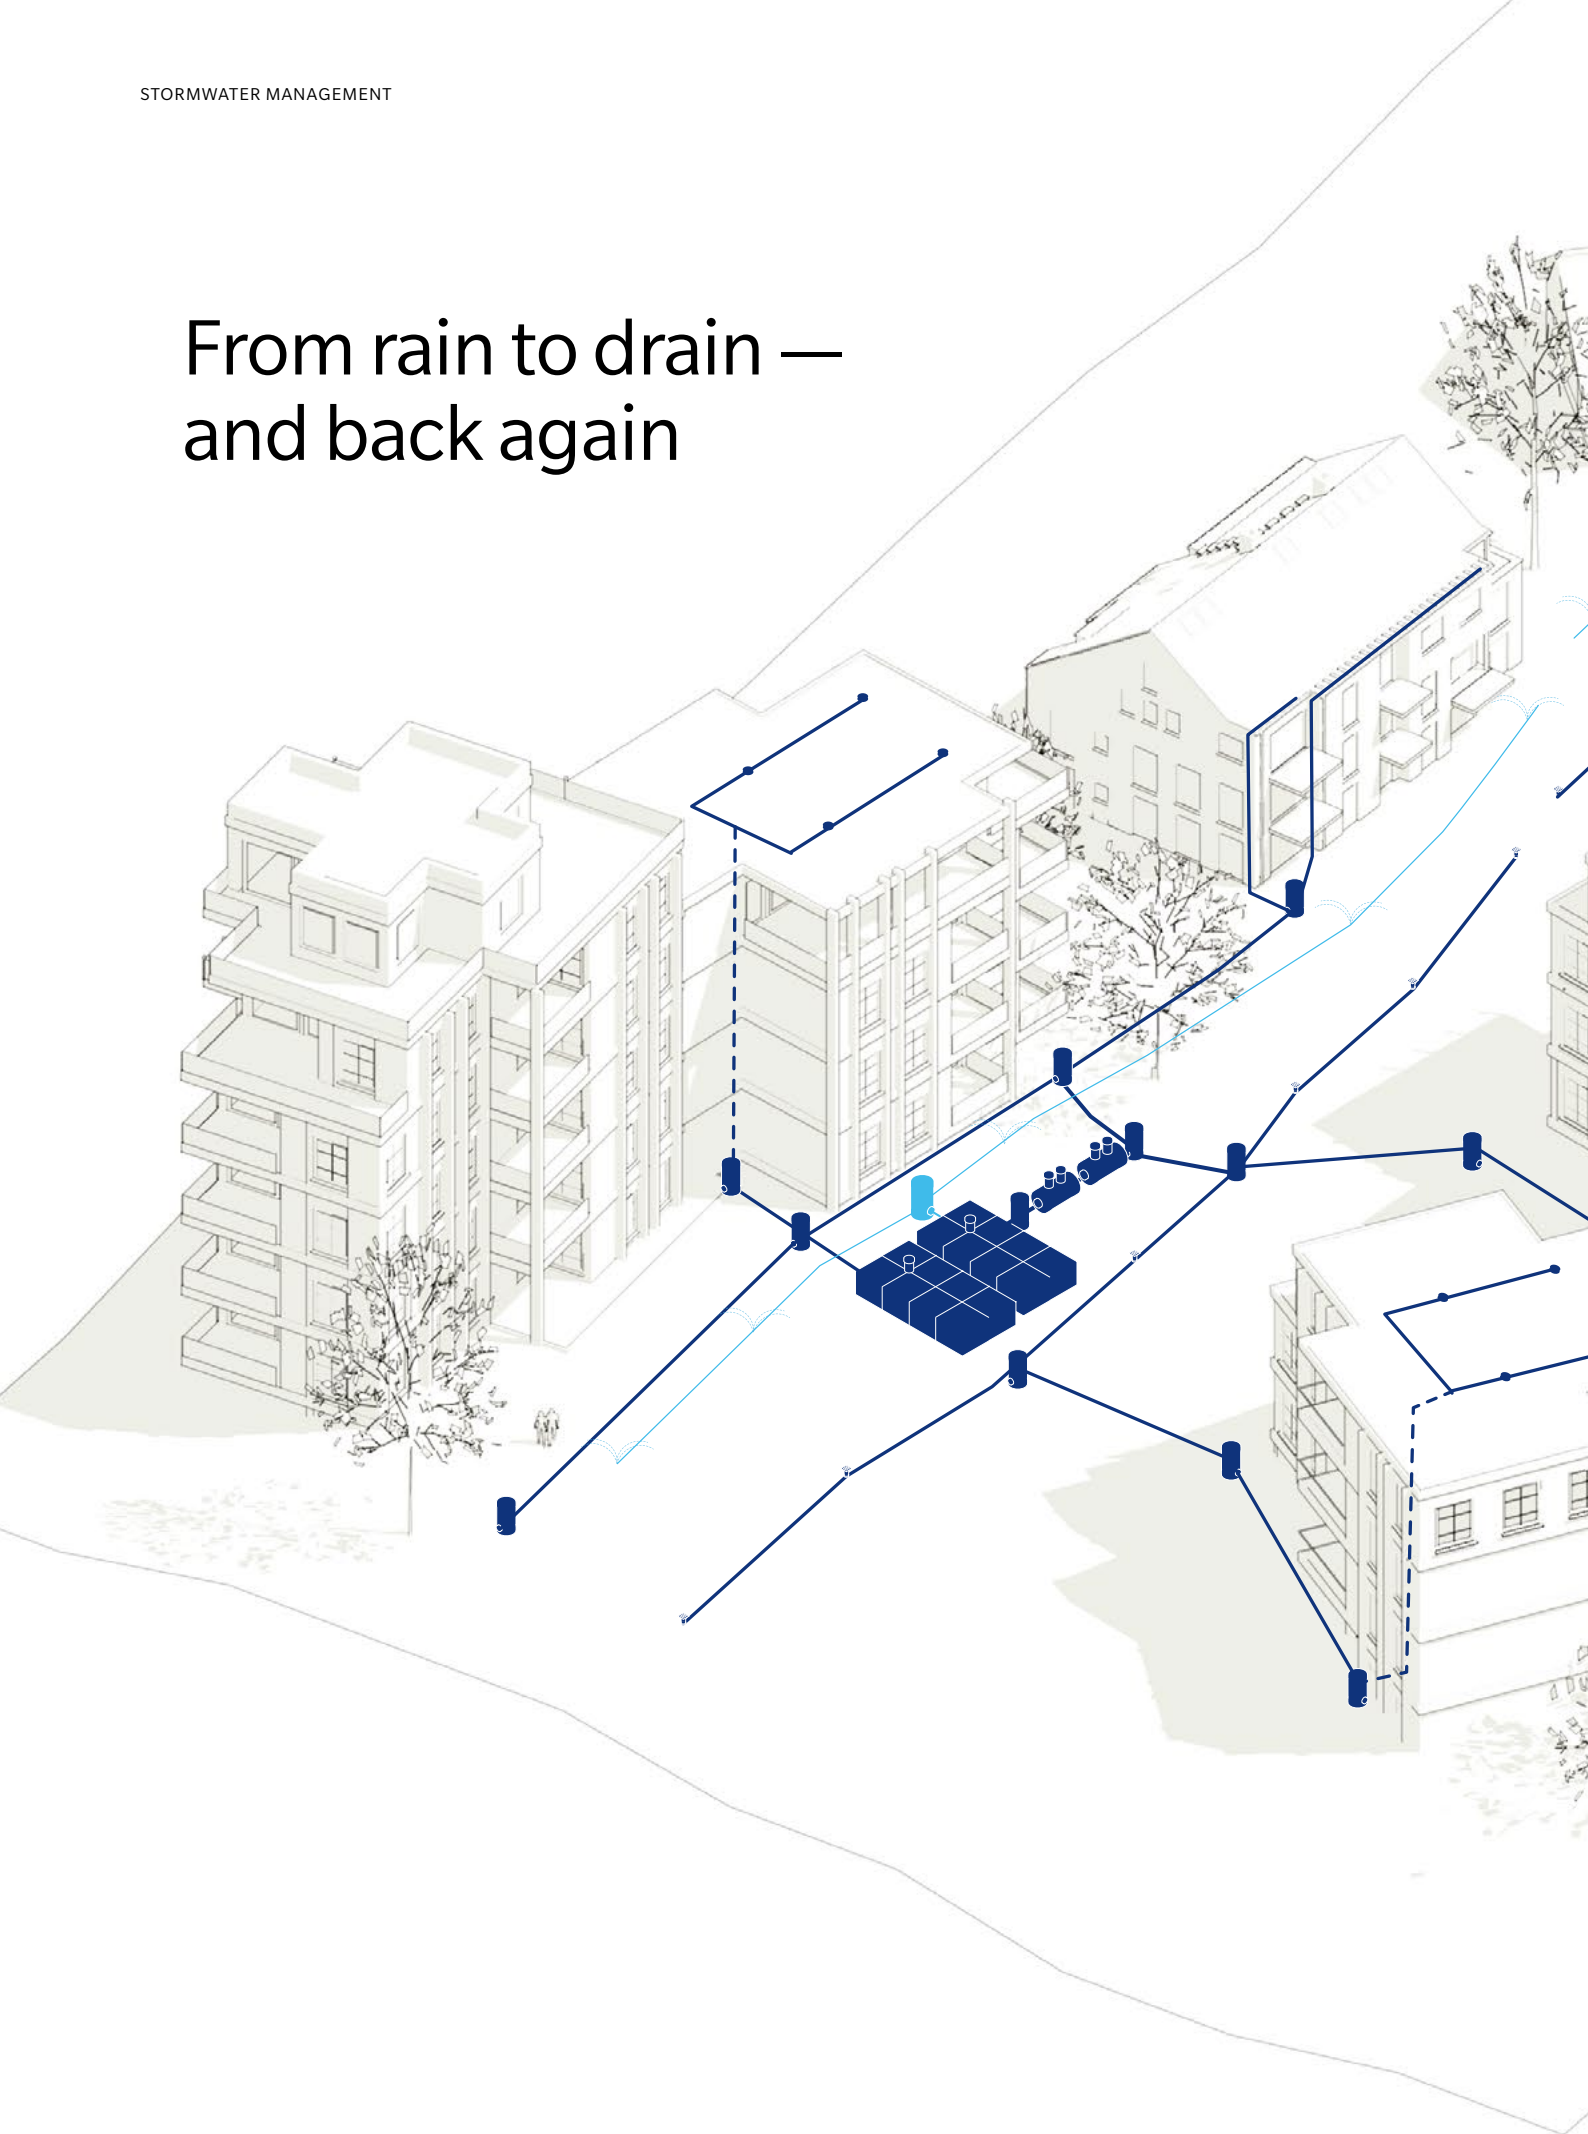 STORMWATER MANAGEMENT
From rain to drain —
and back again